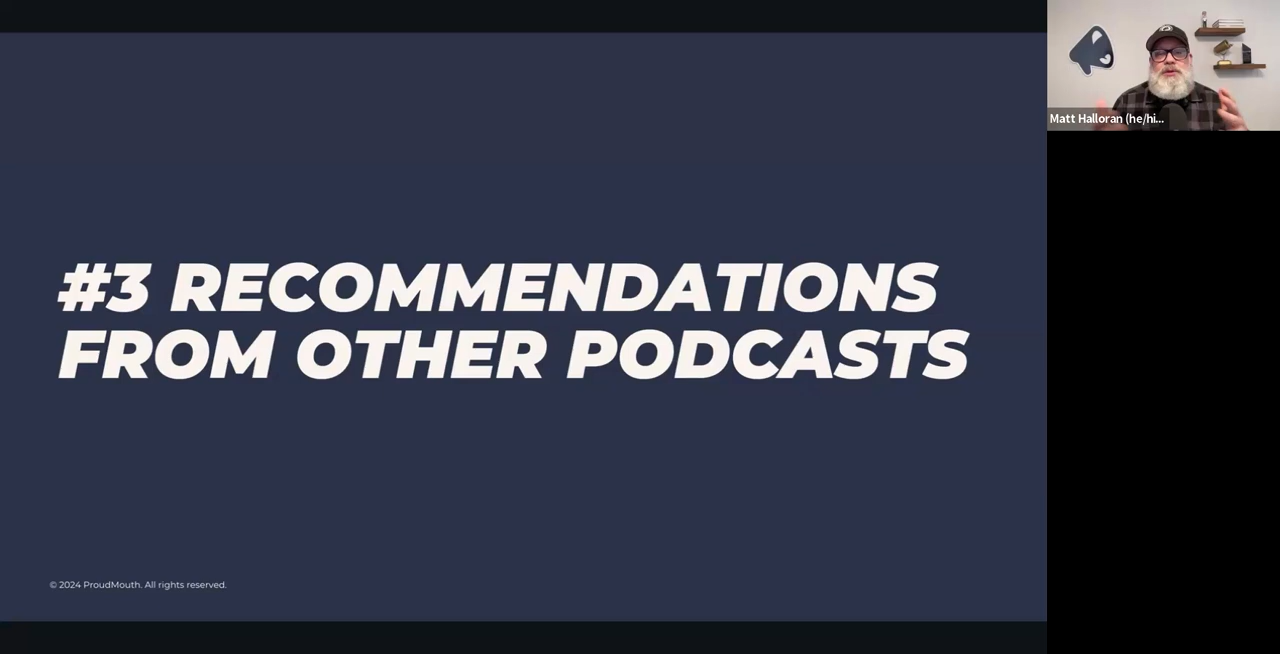 #3 RECOMMENDATIONS
FROM OTHER PODCASTS
© 2024 ProudMouth. All rights reserved.
Matt Halloran (he/hi...